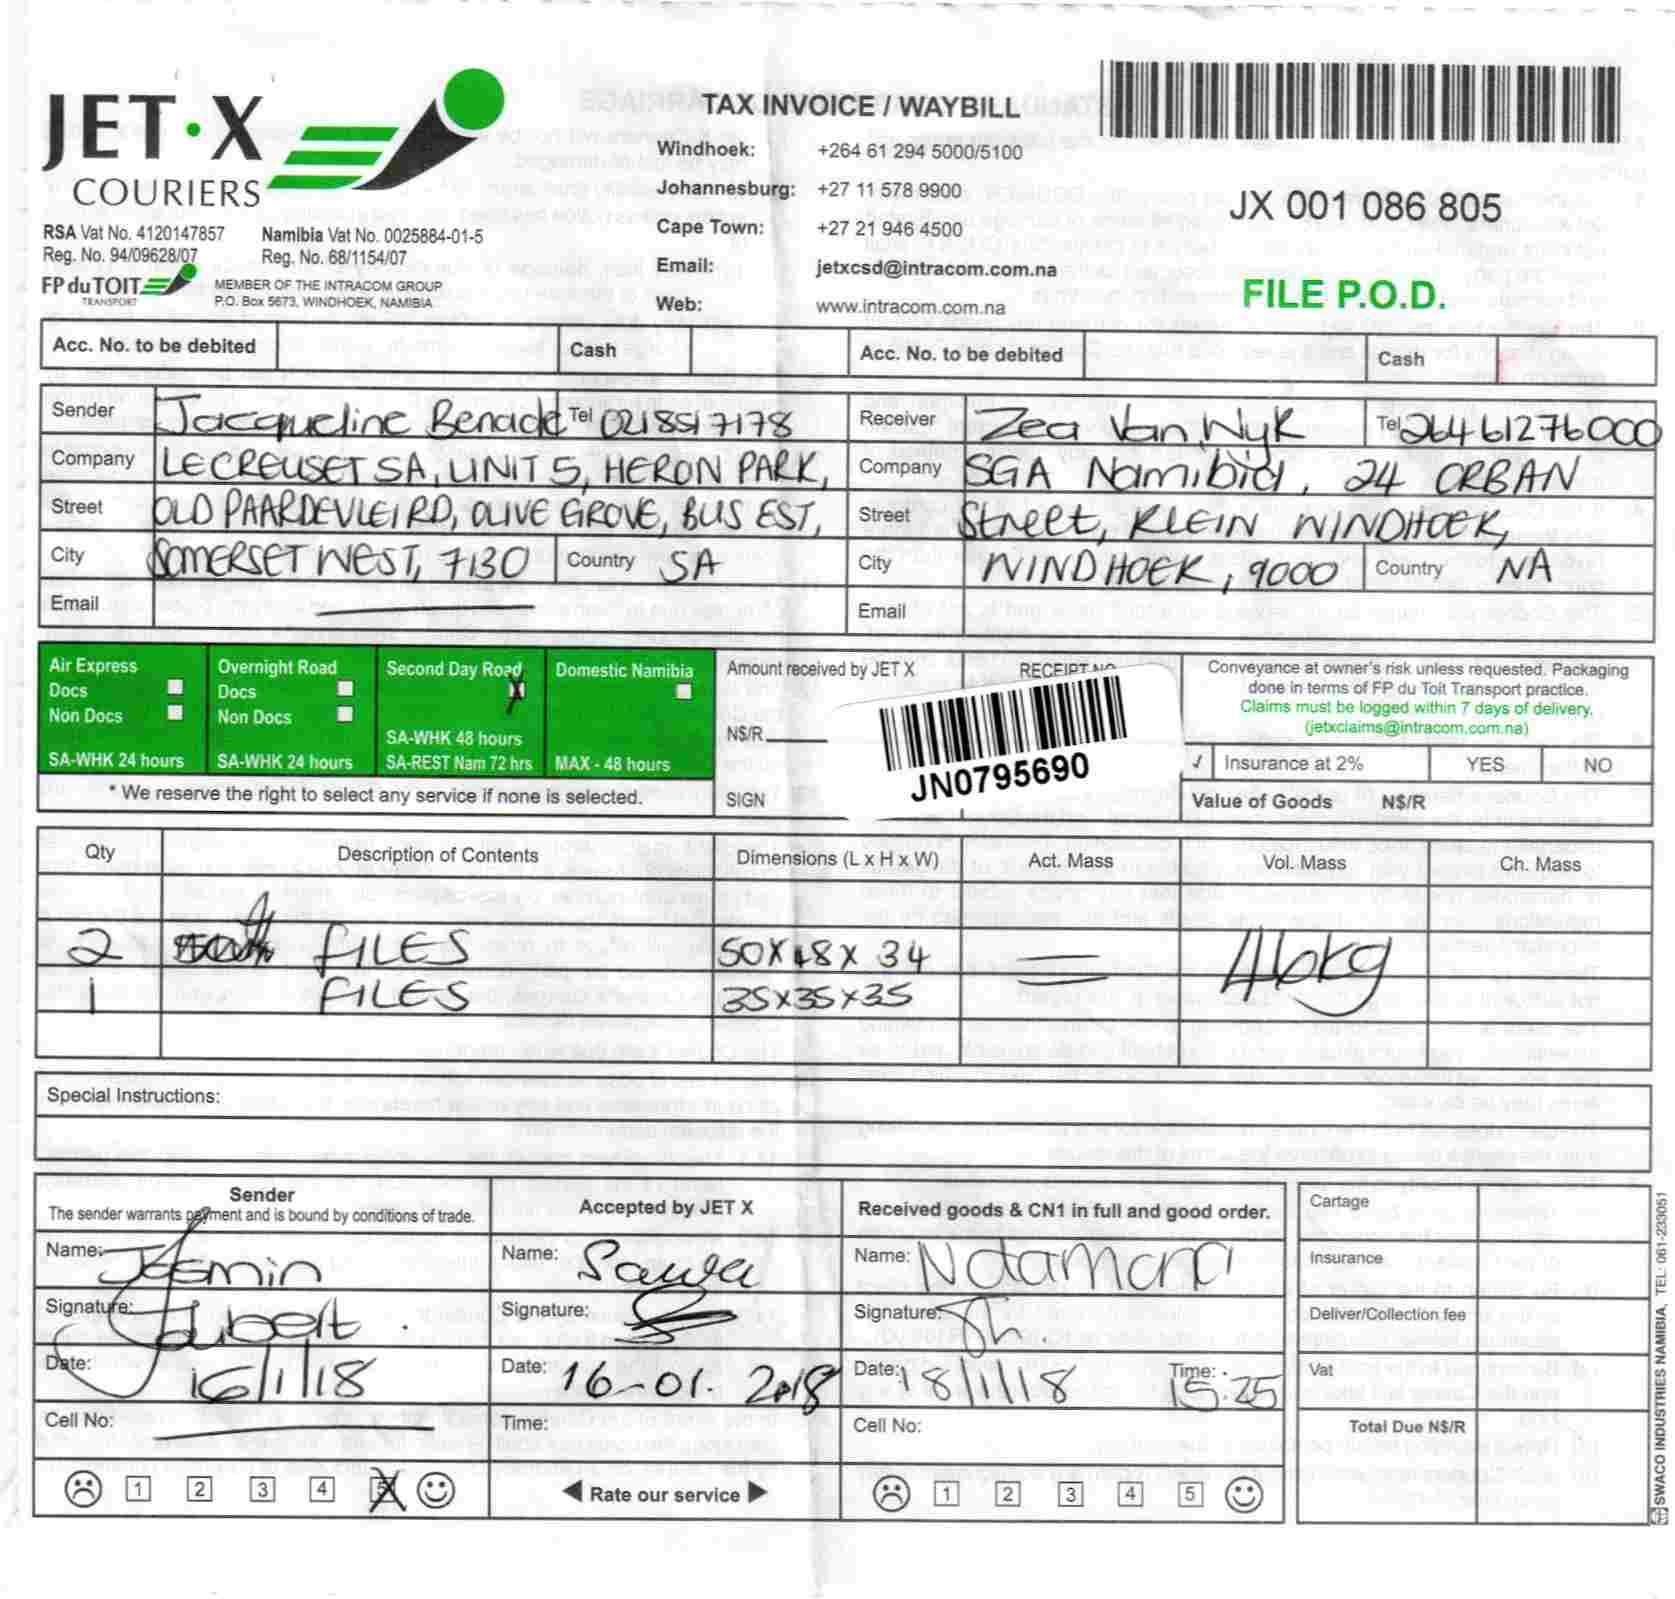 JET·X
COURIERS
RSA Vat No. 4120147857
Reg. No. 94/09628/07
Namibia Vat No. 0025884-01-5
Reg. No. 68/1154/07
FP du TOIT
TRANSPORT
MEMBER OF THE INTRACOM GROUP
P.O. Box 5673, WINDHOEK, NAMIBIA
TAX INVOICE / WAYBILL
Windhoek: +264 61 294 5000/5100
Johannesburg: +27 11 578 9900
Cape Town: +27 21 946 4500
Email: jetxcsd@intracom.com.na
Web: www.intracom.com.na
JX 001 086 805
FILE P.O.D.
Acc. No. to be debited Cash Acc. No. to be debited Cash
Sender Jacqueline Benade Tel 0218517178
Company LECREUSET SA, UNIT 5, HERON PARK,
Street OLD PAARDEVLEI RD, OLIVE GROVE, BUS EST,
City SOMERSET WEST, 7130 Country SA
Email
Receiver Zea Van Wyk Tel 26461276000
Company SGA Namibia, 24 ORBAN
Street Street, KLEIN WINDHOEK,
City WINDHOEK, 9000 Country NA
Email
Air Express
Docs
Non Docs
SA-WHK 24 hours
Overnight Road
Docs
Non Docs
SA-WHK 24 hours
Second Day Road
X
SA-WHK 48 hours
SA-REST Nam 72 hrs
Domestic Namibia
MAX - 48 hours
* We reserve the right to select any service if none is selected.
Amount received by JET X
N$/R
SIGN
RECEIPT NO
JN0795690
Conveyance at owner's risk unless requested. Packaging
done in terms of FP du Toit Transport practice.
Claims must be logged within 7 days of delivery.
(jetxclaims@intracom.com.na)
✓ Insurance at 2% YES NO
Value of Goods N$/R
Qty Description of Contents Dimensions (L x H x W) Act. Mass Vol. Mass Ch. Mass
2 FILES 50x48x34 46kg
1 FILES 35x35x35
Special Instructions:
Sender
The sender warrants payment and is bound by conditions of trade.
Name: Jasmin
Signature: Joubert
Date: 16/1/18
Cell No:
1 2 3 4 5
Accepted by JET X
Name:
Signature:
Date: 16-01. 2018
Time:
Rate our service
Received goods & CN1 in full and good order.
Name:
Signature:
Date: 18/1/18 Time: 15:25
Cell No:
1 2 3 4 5
Cartage
Insurance
Deliver/Collection fee
Vat
Total Due N$/R
SWACO INDUSTRIES NAMIBIA, TEL: 061-233051